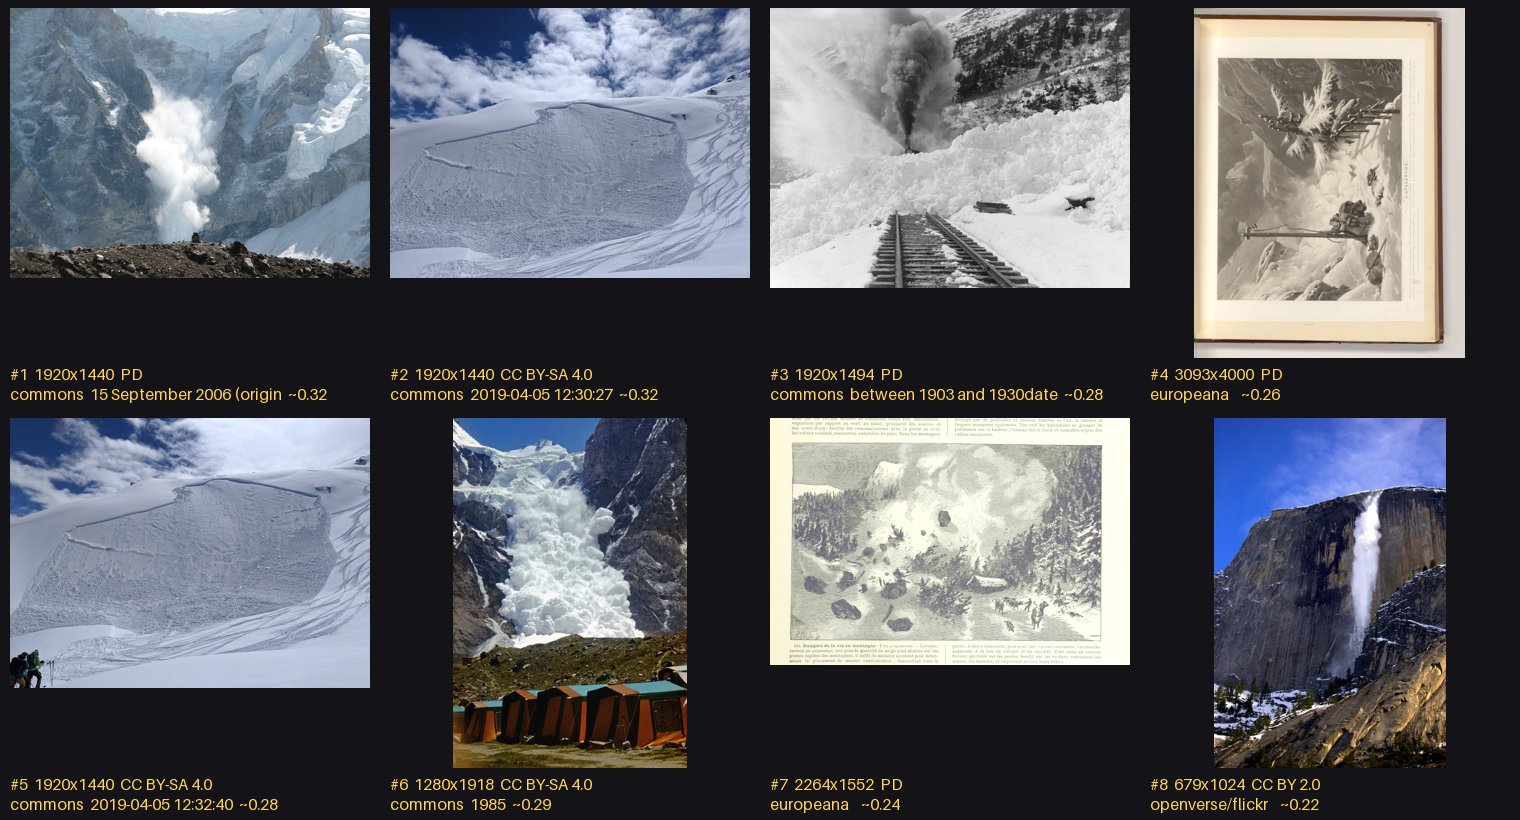 #1 1920x1440 PD
commons 15 September 2006 (origin ~0.32
#2 1920x1440 CC BY-SA 4.0
commons 2019-04-05 12:30:27 ~0.32
#3 1920x1494 PD
commons between 1903 and 1930date ~0.28
#4 3093x4000 PD
europeana ~0.26
#5 1920x1440 CC BY-SA 4.0
commons 2019-04-05 12:32:40 ~0.28
#6 1280x1918 CC BY-SA 4.0
commons 1985 ~0.29
#7 2264x1552 PD
europeana ~0.24
#8 679x1024 CC BY 2.0
openverse/flickr ~0.22